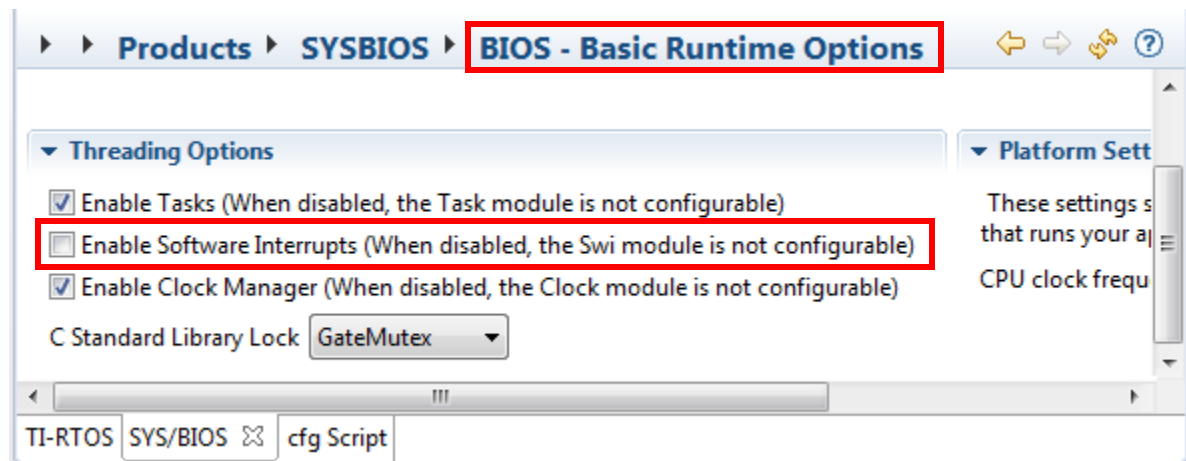 Products SYSBIOS BIOS - Basic Runtime Options
Threading Options
Enable Tasks (When disabled, the Task module is not configurable)
Enable Software Interrupts (When disabled, the Swi module is not configurable)
Enable Clock Manager (When disabled, the Clock module is not configurable)
C Standard Library Lock GateMutex
Platform Sett
These settings s
that runs your a
CPU clock frequ
TI-RTOS SYS/BIOS cfg Script